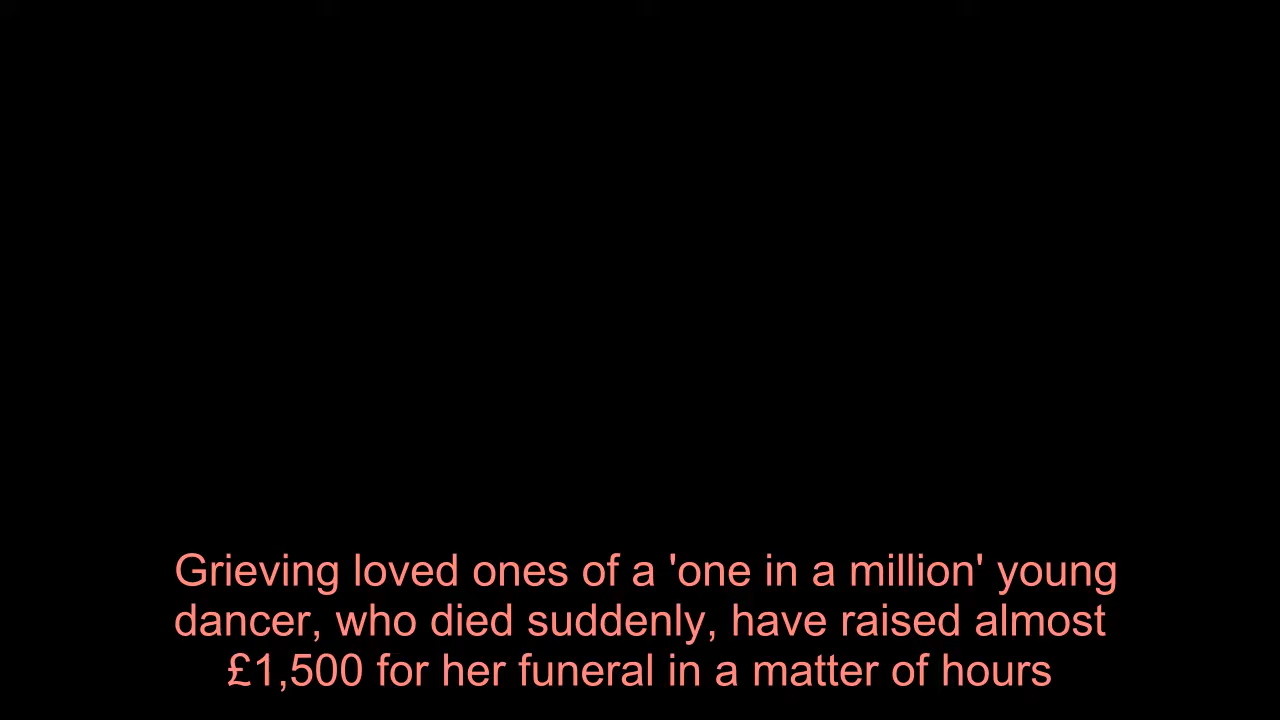 Grieving loved ones of a 'one in a million' young
dancer, who died suddenly, have raised almost
£1,500 for her funeral in a matter of hours